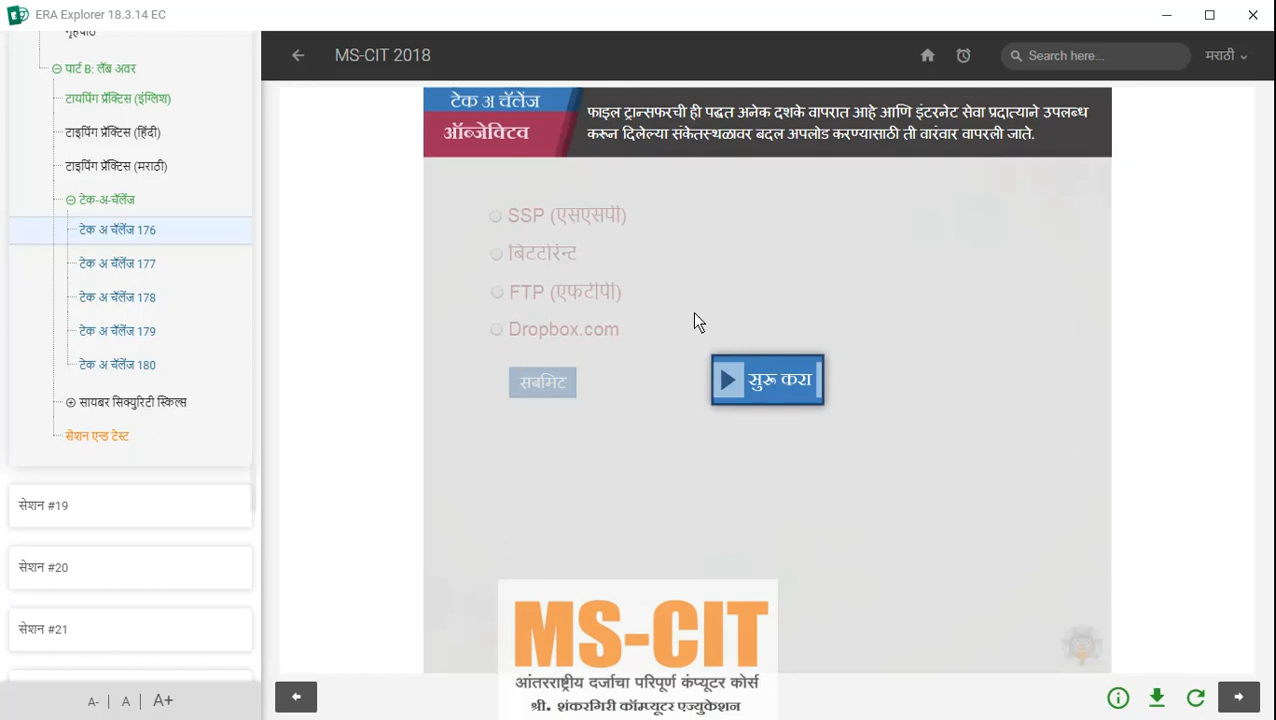 ERA Explorer 18.3.14 EC
पार्ट B: लॅब अवर
टायपिंग प्रॅक्टिस (इंग्लिश)
टाइपिंग प्रॅक्टिस (हिंदी)
टाइपिंग प्रॅक्टिस (मराठी)
टेक-अ-चॅलेंज
टेक अ चॅलेंज 176
टेक अ चॅलेंज 177
टेक अ चॅलेंज 178
टेक अ चॅलेंज 179
टेक अ चॅलेंज 180
सायबर सिक्युरिटी स्किल्स
सेशन एन्ड टेस्ट
सेशन #19
सेशन #20
सेशन #21
A- | A | A+
MS-CIT 2018
Search here...
मराठी
टेक अ चॅलेंज
ऑब्जेक्टिव
फाइल ट्रान्सफरची ही पद्धत अनेक दशके वापरात आहे आणि इंटरनेट सेवा प्रदात्याने उपलब्ध
करून दिलेल्या संकेतस्थळावर बदल अपलोड करण्यासाठी ती वारंवार वापरली जाते.
SSP (एसएसपी)
बिटटोरेन्ट
FTP (एफटीपी)
Dropbox.com
सबमिट
सुरू करा
MS-CIT
आंतरराष्ट्रीय दर्जाचा परिपूर्ण कंप्यूटर कोर्स
श्री. शंकरगिरी कॉम्प्यूटर एज्युकेशन